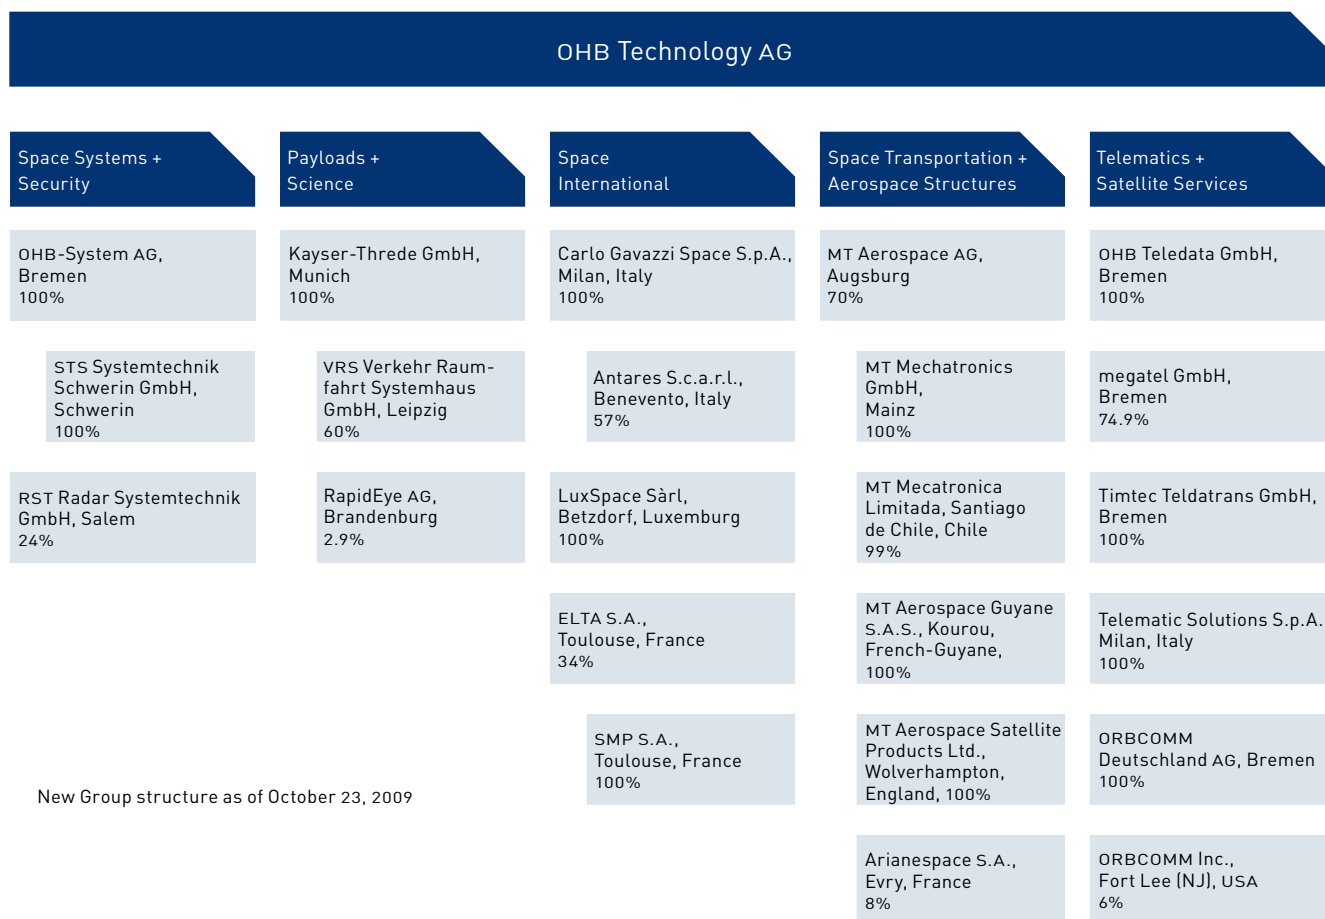 OHB Technology AG
Space Systems +
Security
OHB-System AG,
Bremen
100%
STS Systemtechnik
Schwerin GmbH,
Schwerin
100%
RST Radar Systemtechnik
GmbH, Salem
24%
Payloads +
Science
Kayser-Threde GmbH,
Munich
100%
VRS Verkehr Raum-
fahrt Systemhaus
GmbH, Leipzig
60%
RapidEye AG,
Brandenburg
2.9%
Space
International
Carlo Gavazzi Space S.p.A.,
Milan, Italy
100%
Antares S.c.a.r.l.,
Benevento, Italy
57%
LuxSpace Sàrl,
Betzdorf, Luxemburg
100%
ELTA S.A.,
Toulouse, France
34%
SMP S.A.,
Toulouse, France
100%
Space Transportation +
Aerospace Structures
MT Aerospace AG,
Augsburg
70%
MT Mechatronics
GmbH,
Mainz
100%
MT Mecatronica
Limitada, Santiago
de Chile, Chile
99%
MT Aerospace Guyane
S.A.S., Kourou,
French-Guyane,
100%
MT Aerospace Satellite
Products Ltd.,
Wolverhampton,
England, 100%
Arianespace S.A.,
Evry, France
8%
Telematics +
Satellite Services
OHB Teledata GmbH,
Bremen
100%
megatel GmbH,
Bremen
74.9%
Timtec Teldatrans GmbH,
Bremen
100%
Telematic Solutions S.p.A.
Milan, Italy
100%
ORBCOMM
Deutschland AG, Bremen
100%
ORBCOMM Inc.,
Fort Lee (NJ), USA
6%
New Group structure as of October 23, 2009